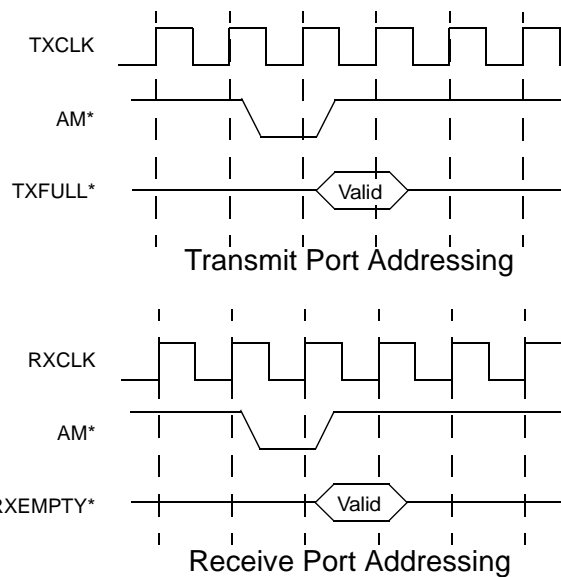 TXCLK
AM*
TXFULL*
Valid
Transmit Port Addressing
RXCLK
AM*
RXEMPTY*
Valid
Receive Port Addressing